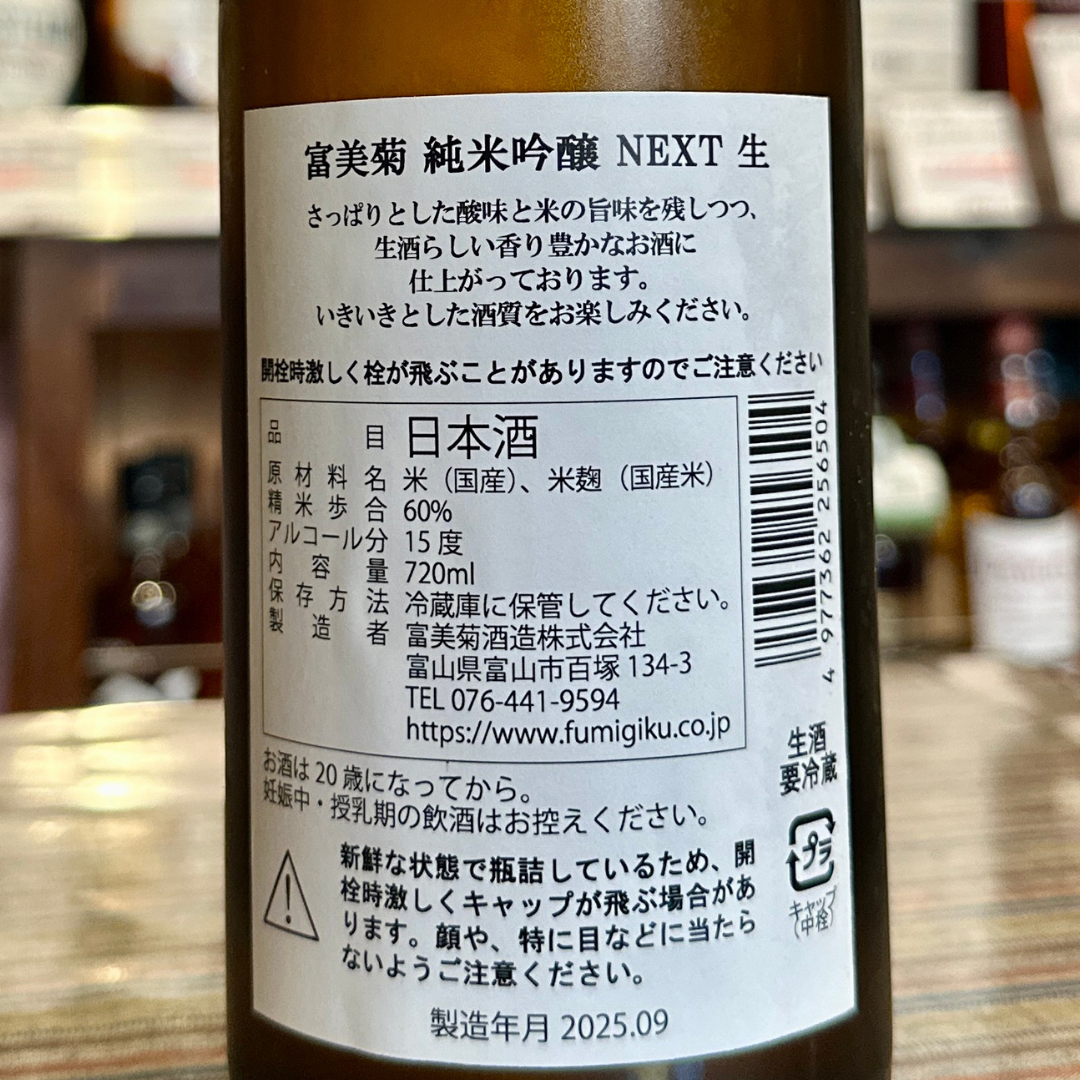 富美菊 純米吟醸 NEXT 生
さっぱりとした酸味と米の旨味を残しつつ、
生酒らしい香り豊かなお酒に
仕上がっております。
いきいきとした酒質をお楽しみください。
開栓時激しく栓が飛ぶことがありますのでご注意ください
品目 日本酒
原材料名 米（国産）、米麹（国産米）
精米歩合 60%
アルコール分 15度
内容量 720ml
保存方法 冷蔵庫に保管してください。
製造者 富美菊酒造株式会社
富山県富山市百塚134-3
TEL 076-441-9594
https://www.fumigiku.co.jp
4 977362 256504
生酒
要冷蔵
プラ
キャップ
（中栓）
お酒は20歳になってから。
妊娠中・授乳期の飲酒はお控えください。
新鮮な状態で瓶詰しているため、開
栓時激しくキャップが飛ぶ場合があ
ります。顔や、特に目などに当たら
ないようご注意ください。
製造年月 2025.09